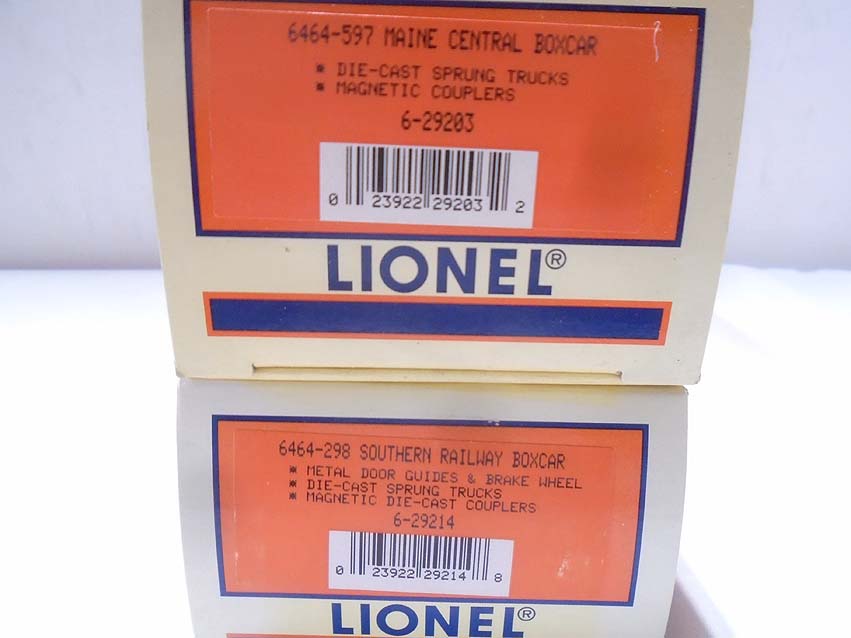 6464-597 MAINE CENTRAL BOXCAR
* DIE-CAST SPRUNG TRUCKS
* MAGNETIC COUPLERS
6-29203
0 23922 29203 2
LIONEL®
6464-298 SOUTHERN RAILWAY BOXCAR
* METAL DOOR GUIDES & BRAKE WHEEL
* DIE-CAST SPRUNG TRUCKS
* MAGNETIC DIE-CAST COUPLERS
6-29214
0 23922 29214 8
LIONEL®